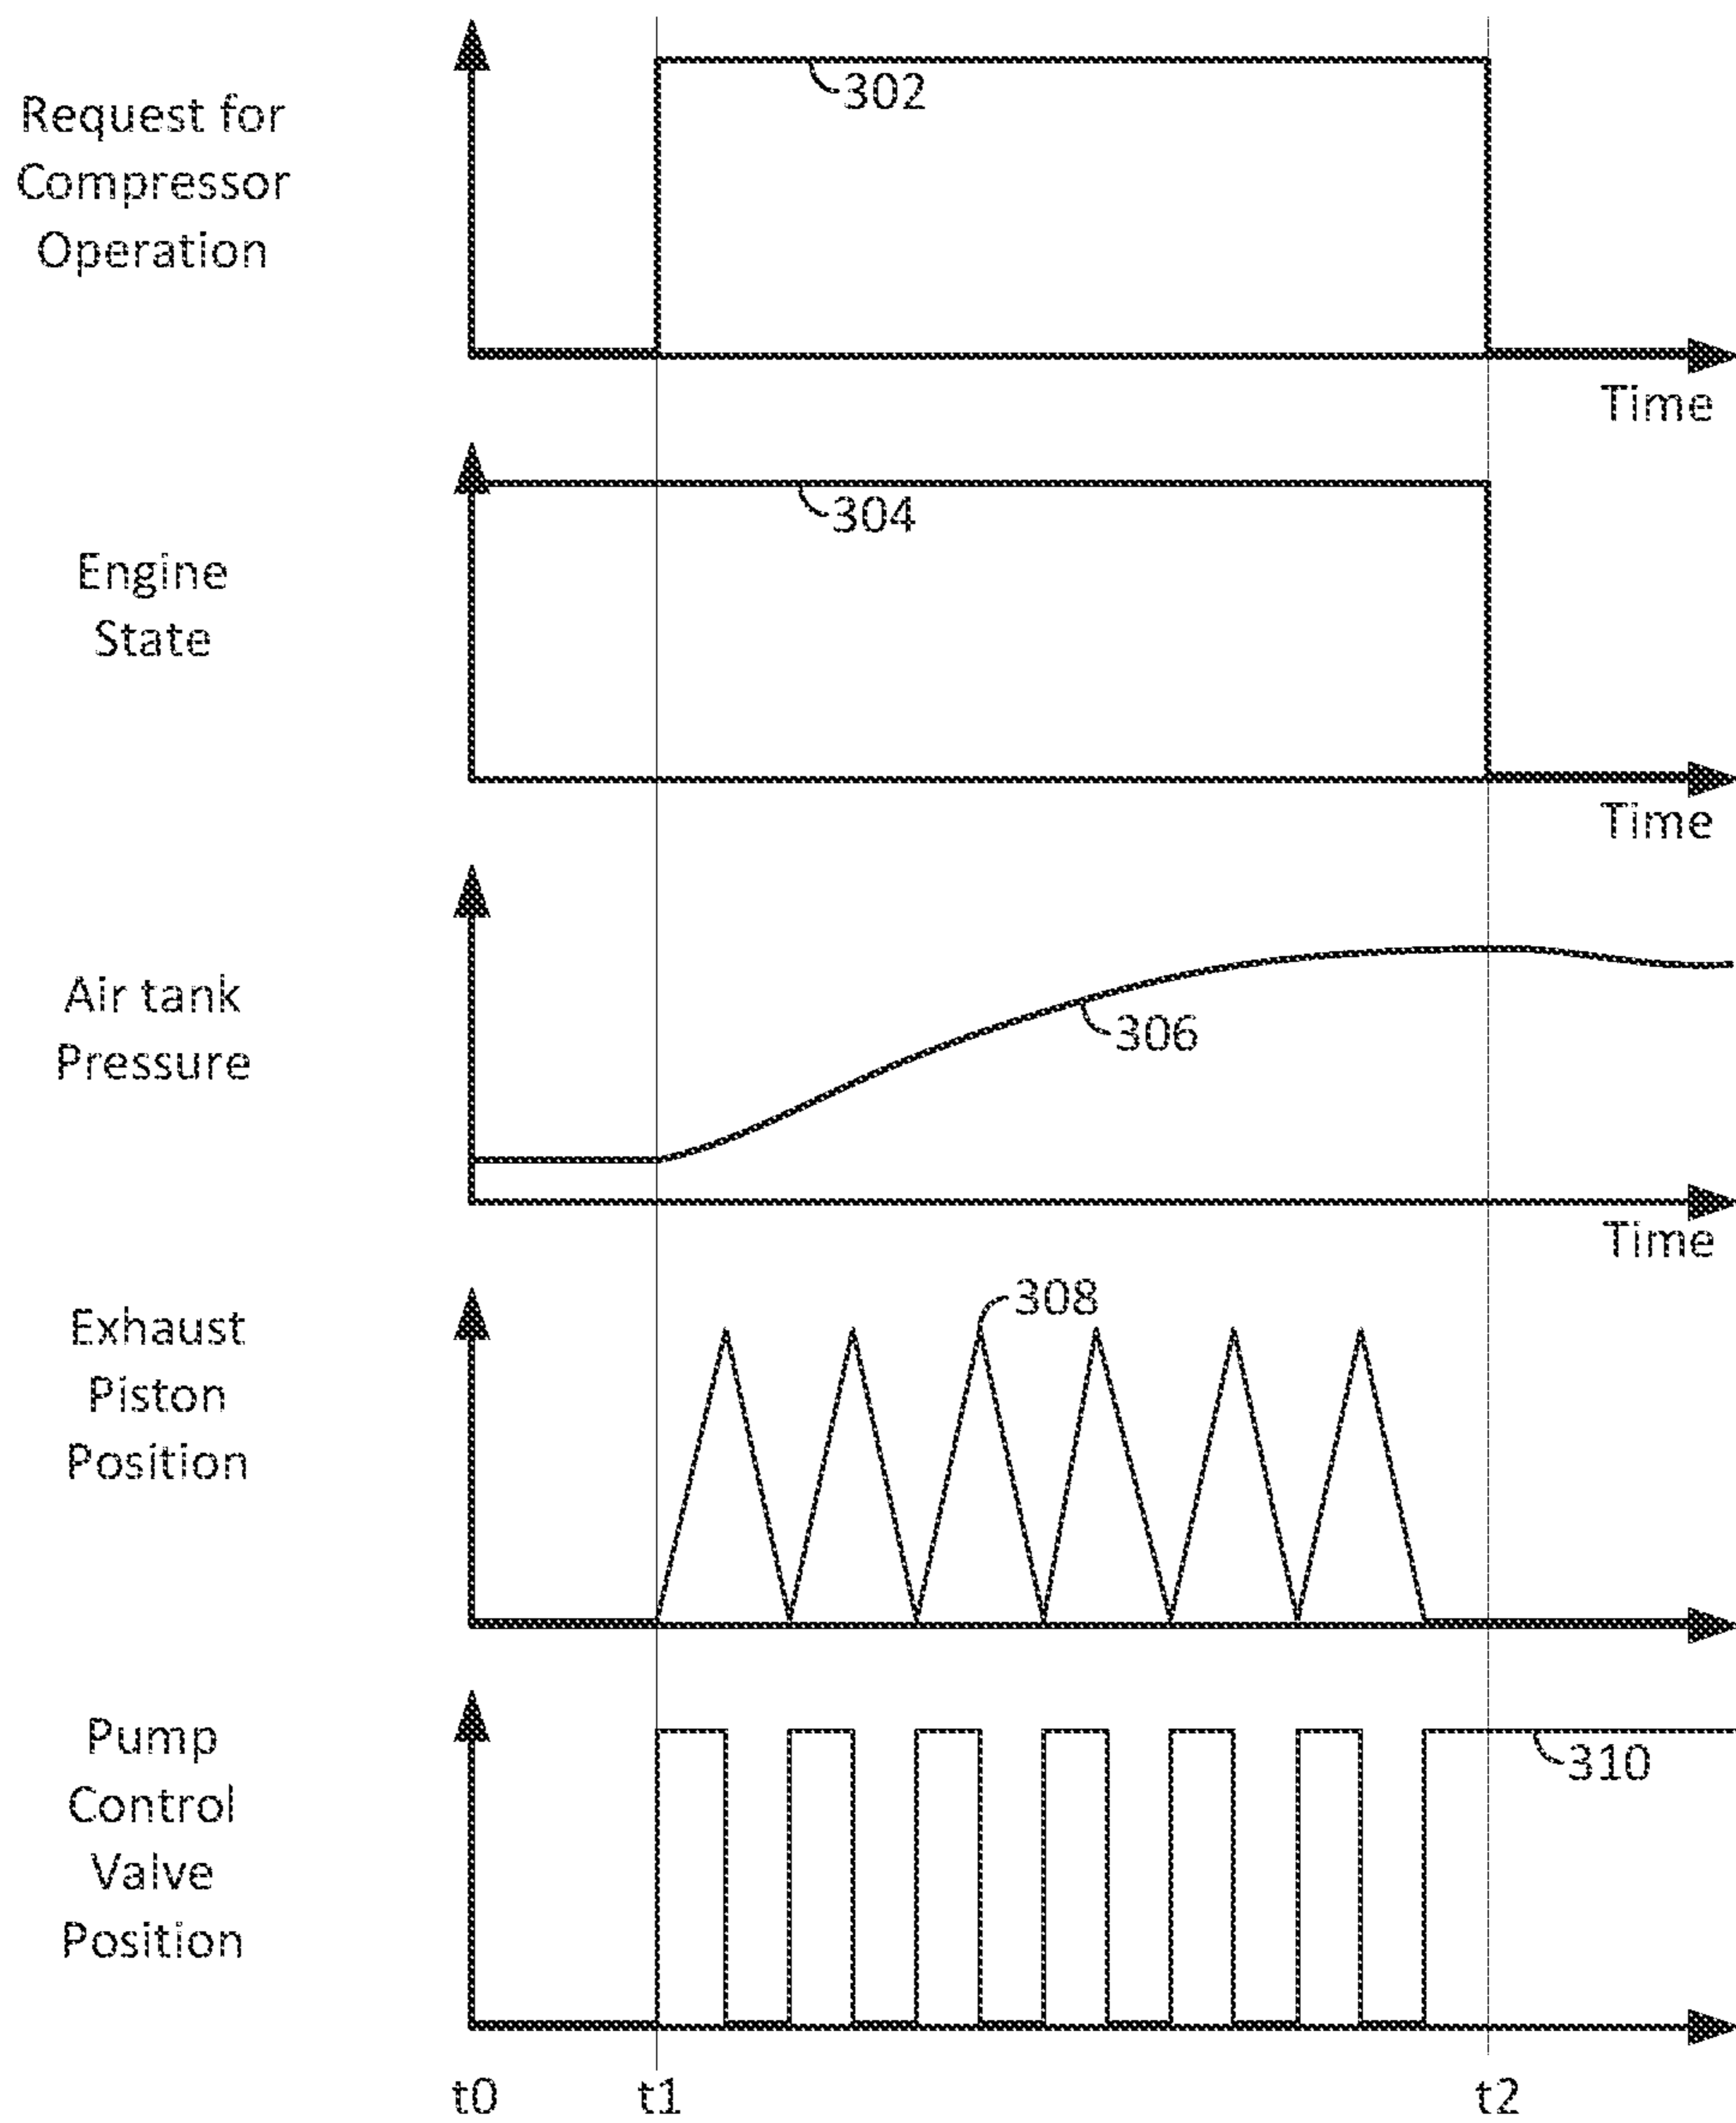 Request for
Compressor
Operation
302
Time
Engine
State
304
Time
Air tank
Pressure
306
Time
Exhaust
Piston
Position
308
Pump
Control
Valve
Position
310
t0
t1
t2